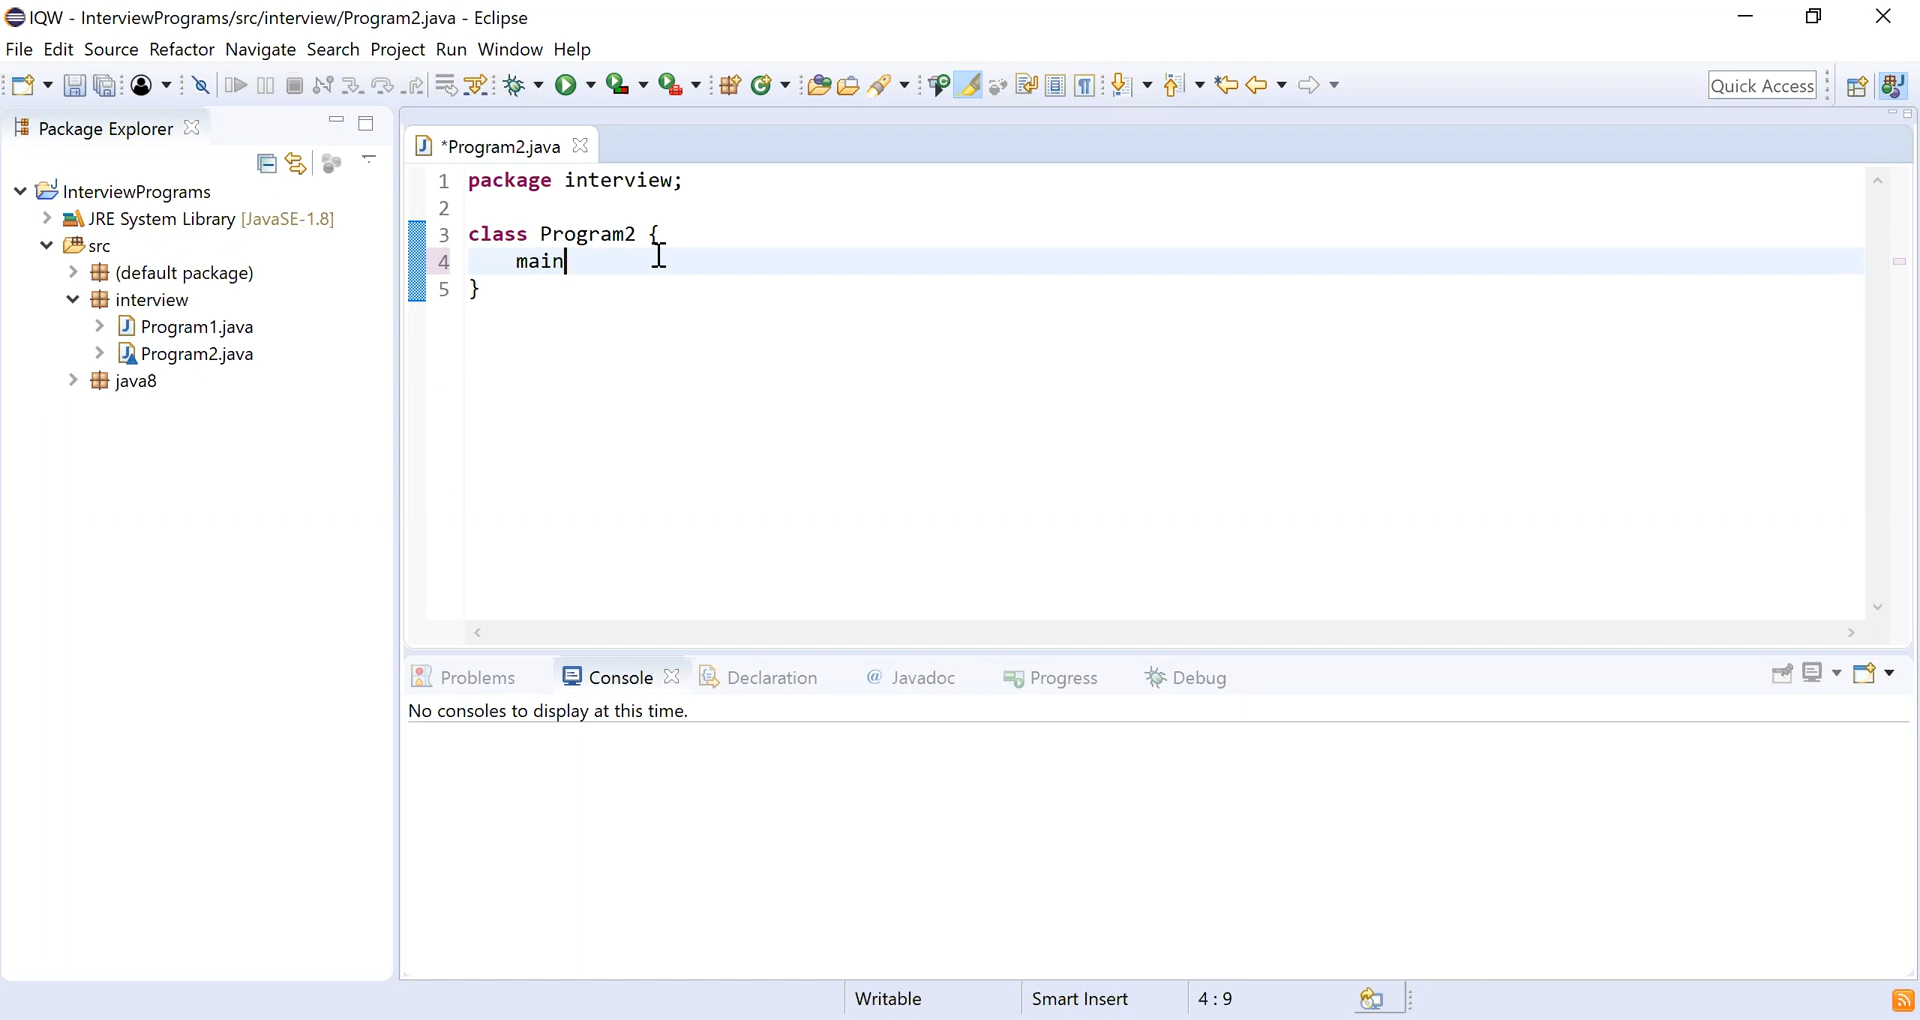 IQW - InterviewPrograms/src/interview/Program2.java - Eclipse
File Edit Source Refactor Navigate Search Project Run Window Help
Quick Access
Package Explorer
*Program2.java
InterviewPrograms
JRE System Library [JavaSE-1.8]
src
(default package)
interview
Program1.java
Program2.java
java8
1 package interview;
2
3 class Program2 {
4 main
5 }
Problems Console Declaration @ Javadoc Progress Debug
No consoles to display at this time.
Writable Smart Insert 4 : 9